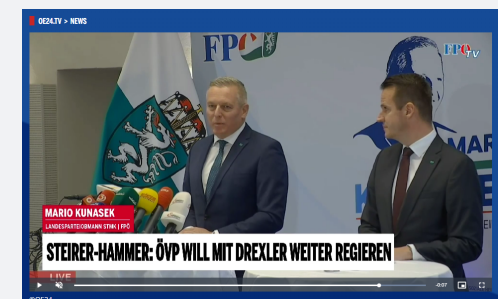 OE24.TV > NEWS
FPÖ
FPÖ TV
MAR
K
MARIO KUNASEK
LANDESPARTEIOBMANN STMK | FPÖ
STEIRER-HAMMER: ÖVP WILL MIT DREXLER WEITER REGIEREN
LIVE
-0:07